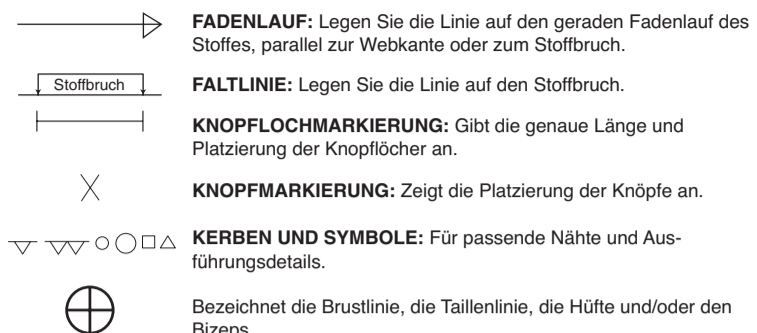 FADENLAUF: Legen Sie die Linie auf den geraden Fadenlauf des
Stoffes, parallel zur Webkante oder zum Stoffbruch.
Stoffbruch
FALTLINIE: Legen Sie die Linie auf den Stoffbruch.
KNOPFLOCHMARKIERUNG: Gibt die genaue Länge und
Platzierung der Knopflöcher an.
KNOPFMARKIERUNG: Zeigt die Platzierung der Knöpfe an.
KERBEN UND SYMBOLE: Für passende Nähte und Aus-
führungsdetails.
Bezeichnet die Brustlinie, die Taillenlinie, die Hüfte und/oder den
Bizeps